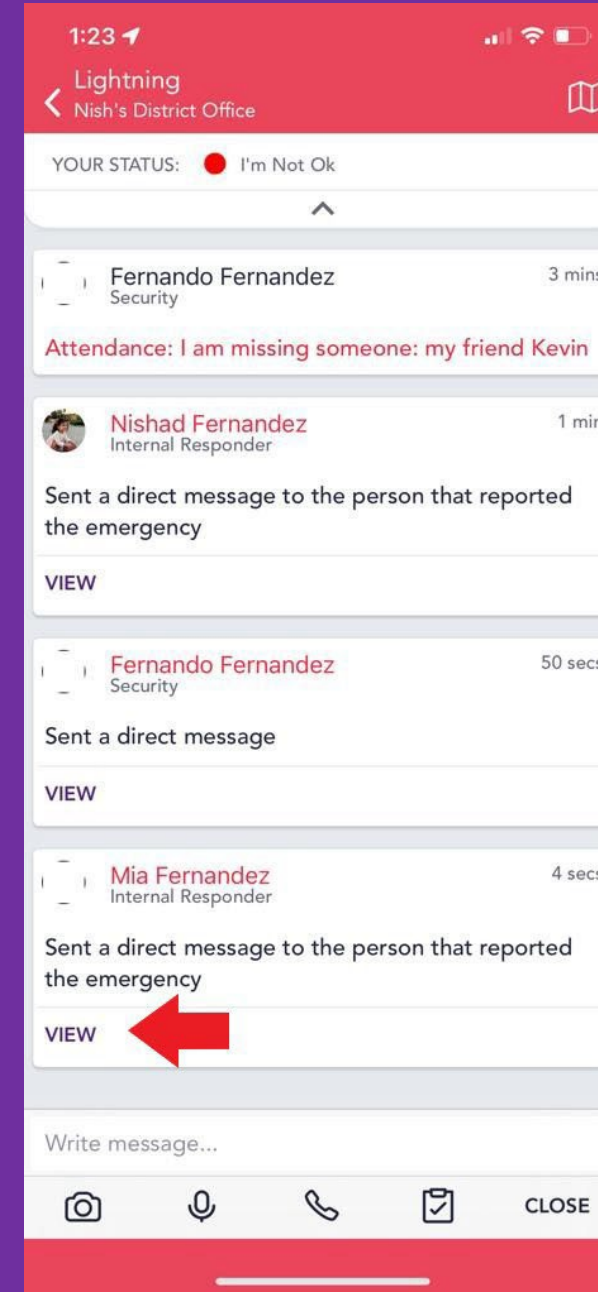 1:23
Lightning
Nish's District Office
YOUR STATUS: I'm Not Ok
Fernando Fernandez 3 mins
Security
Attendance: I am missing someone: my friend Kevin
Nishad Fernandez 1 min
Internal Responder
Sent a direct message to the person that reported
the emergency
VIEW
Fernando Fernandez 50 secs
Security
Sent a direct message
VIEW
Mia Fernandez 4 secs
Internal Responder
Sent a direct message to the person that reported
the emergency
VIEW
Write message...
CLOSE